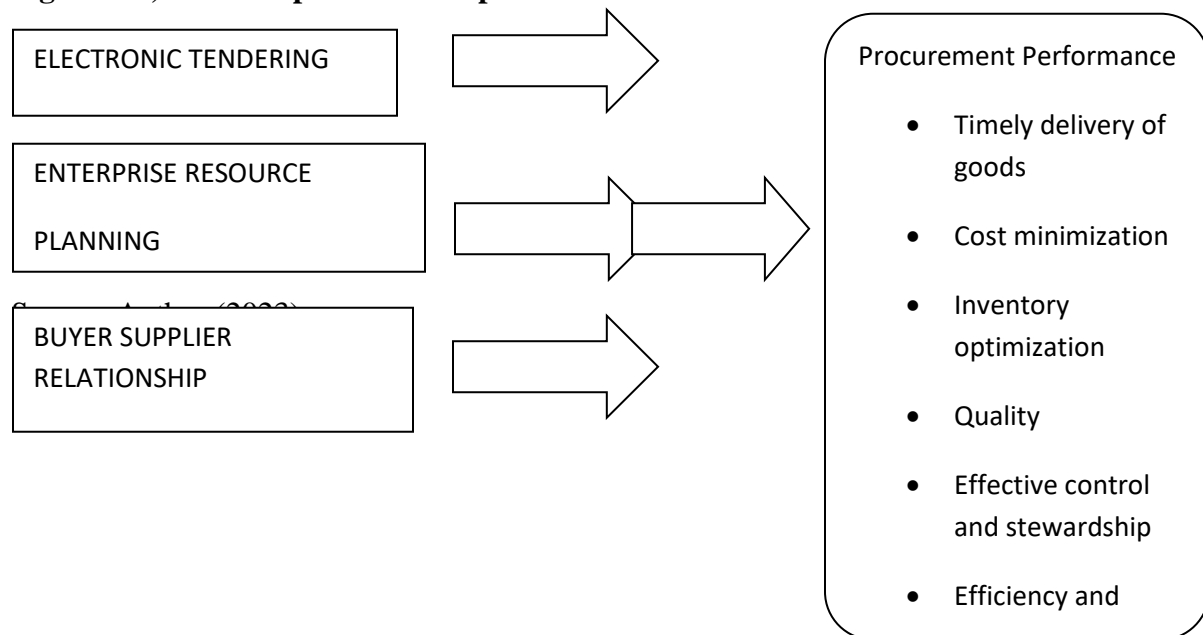 ELECTRONIC TENDERING
ENTERPRISE RESOURCE
PLANNING
BUYER SUPPLIER
RELATIONSHIP
Procurement Performance
• Timely delivery of
goods
• Cost minimization
• Inventory
optimization
• Quality
• Effective control
and stewardship
• Efficiency and